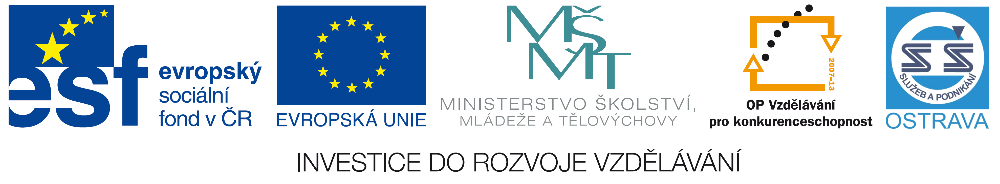 esf
evropský
sociální
fond v ČR
EVROPSKÁ UNIE
MŠMT
MINISTERSTVO ŠKOLSTVÍ,
MLÁDEŽE A TĚLOVÝCHOVY
2007-13
OP Vzdělávání
pro konkurenceschopnost
SŠ
SLUŽEB A PODNIKÁNÍ
OSTRAVA
INVESTICE DO ROZVOJE VZDĚLÁVÁNÍ